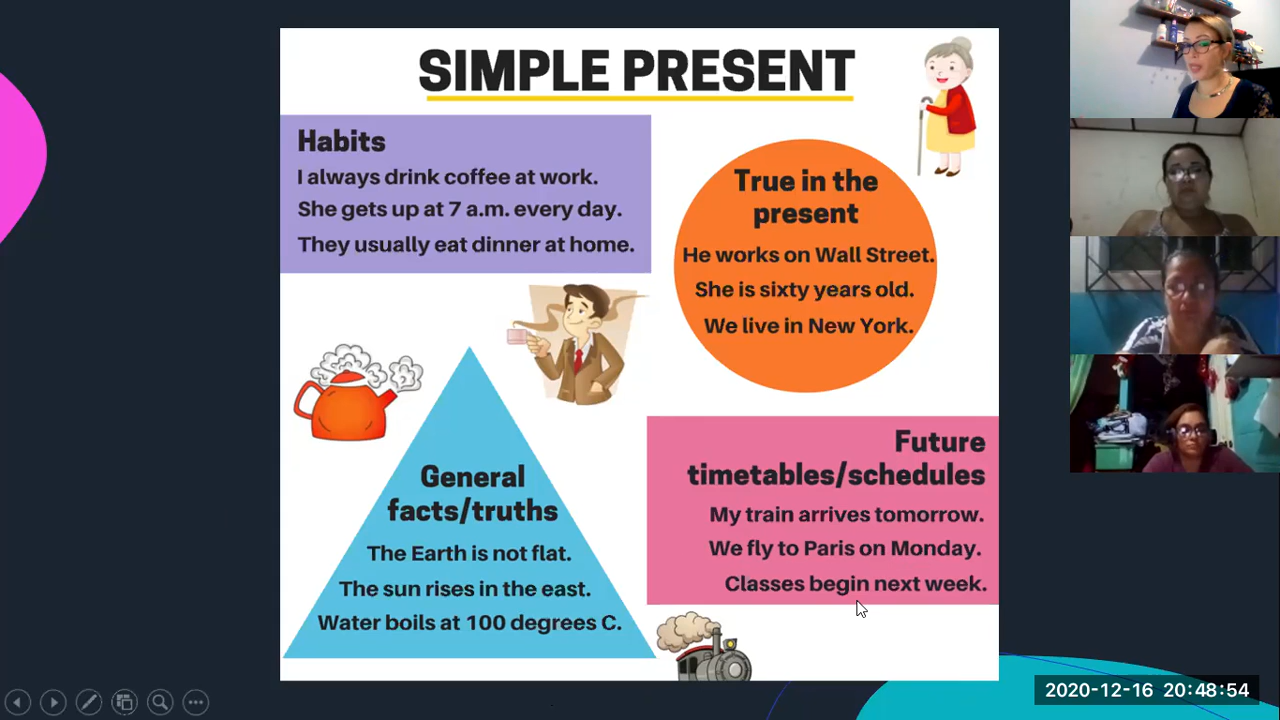 SIMPLE PRESENT
Habits
I always drink coffee at work.
She gets up at 7 a.m. every day.
They usually eat dinner at home.
True in the
present
He works on Wall Street.
She is sixty years old.
We live in New York.
General
facts/truths
The Earth is not flat.
The sun rises in the east.
Water boils at 100 degrees C.
Future
timetables/schedules
My train arrives tomorrow.
We fly to Paris on Monday.
Classes begin next week.
2020-12-16 20:48:54